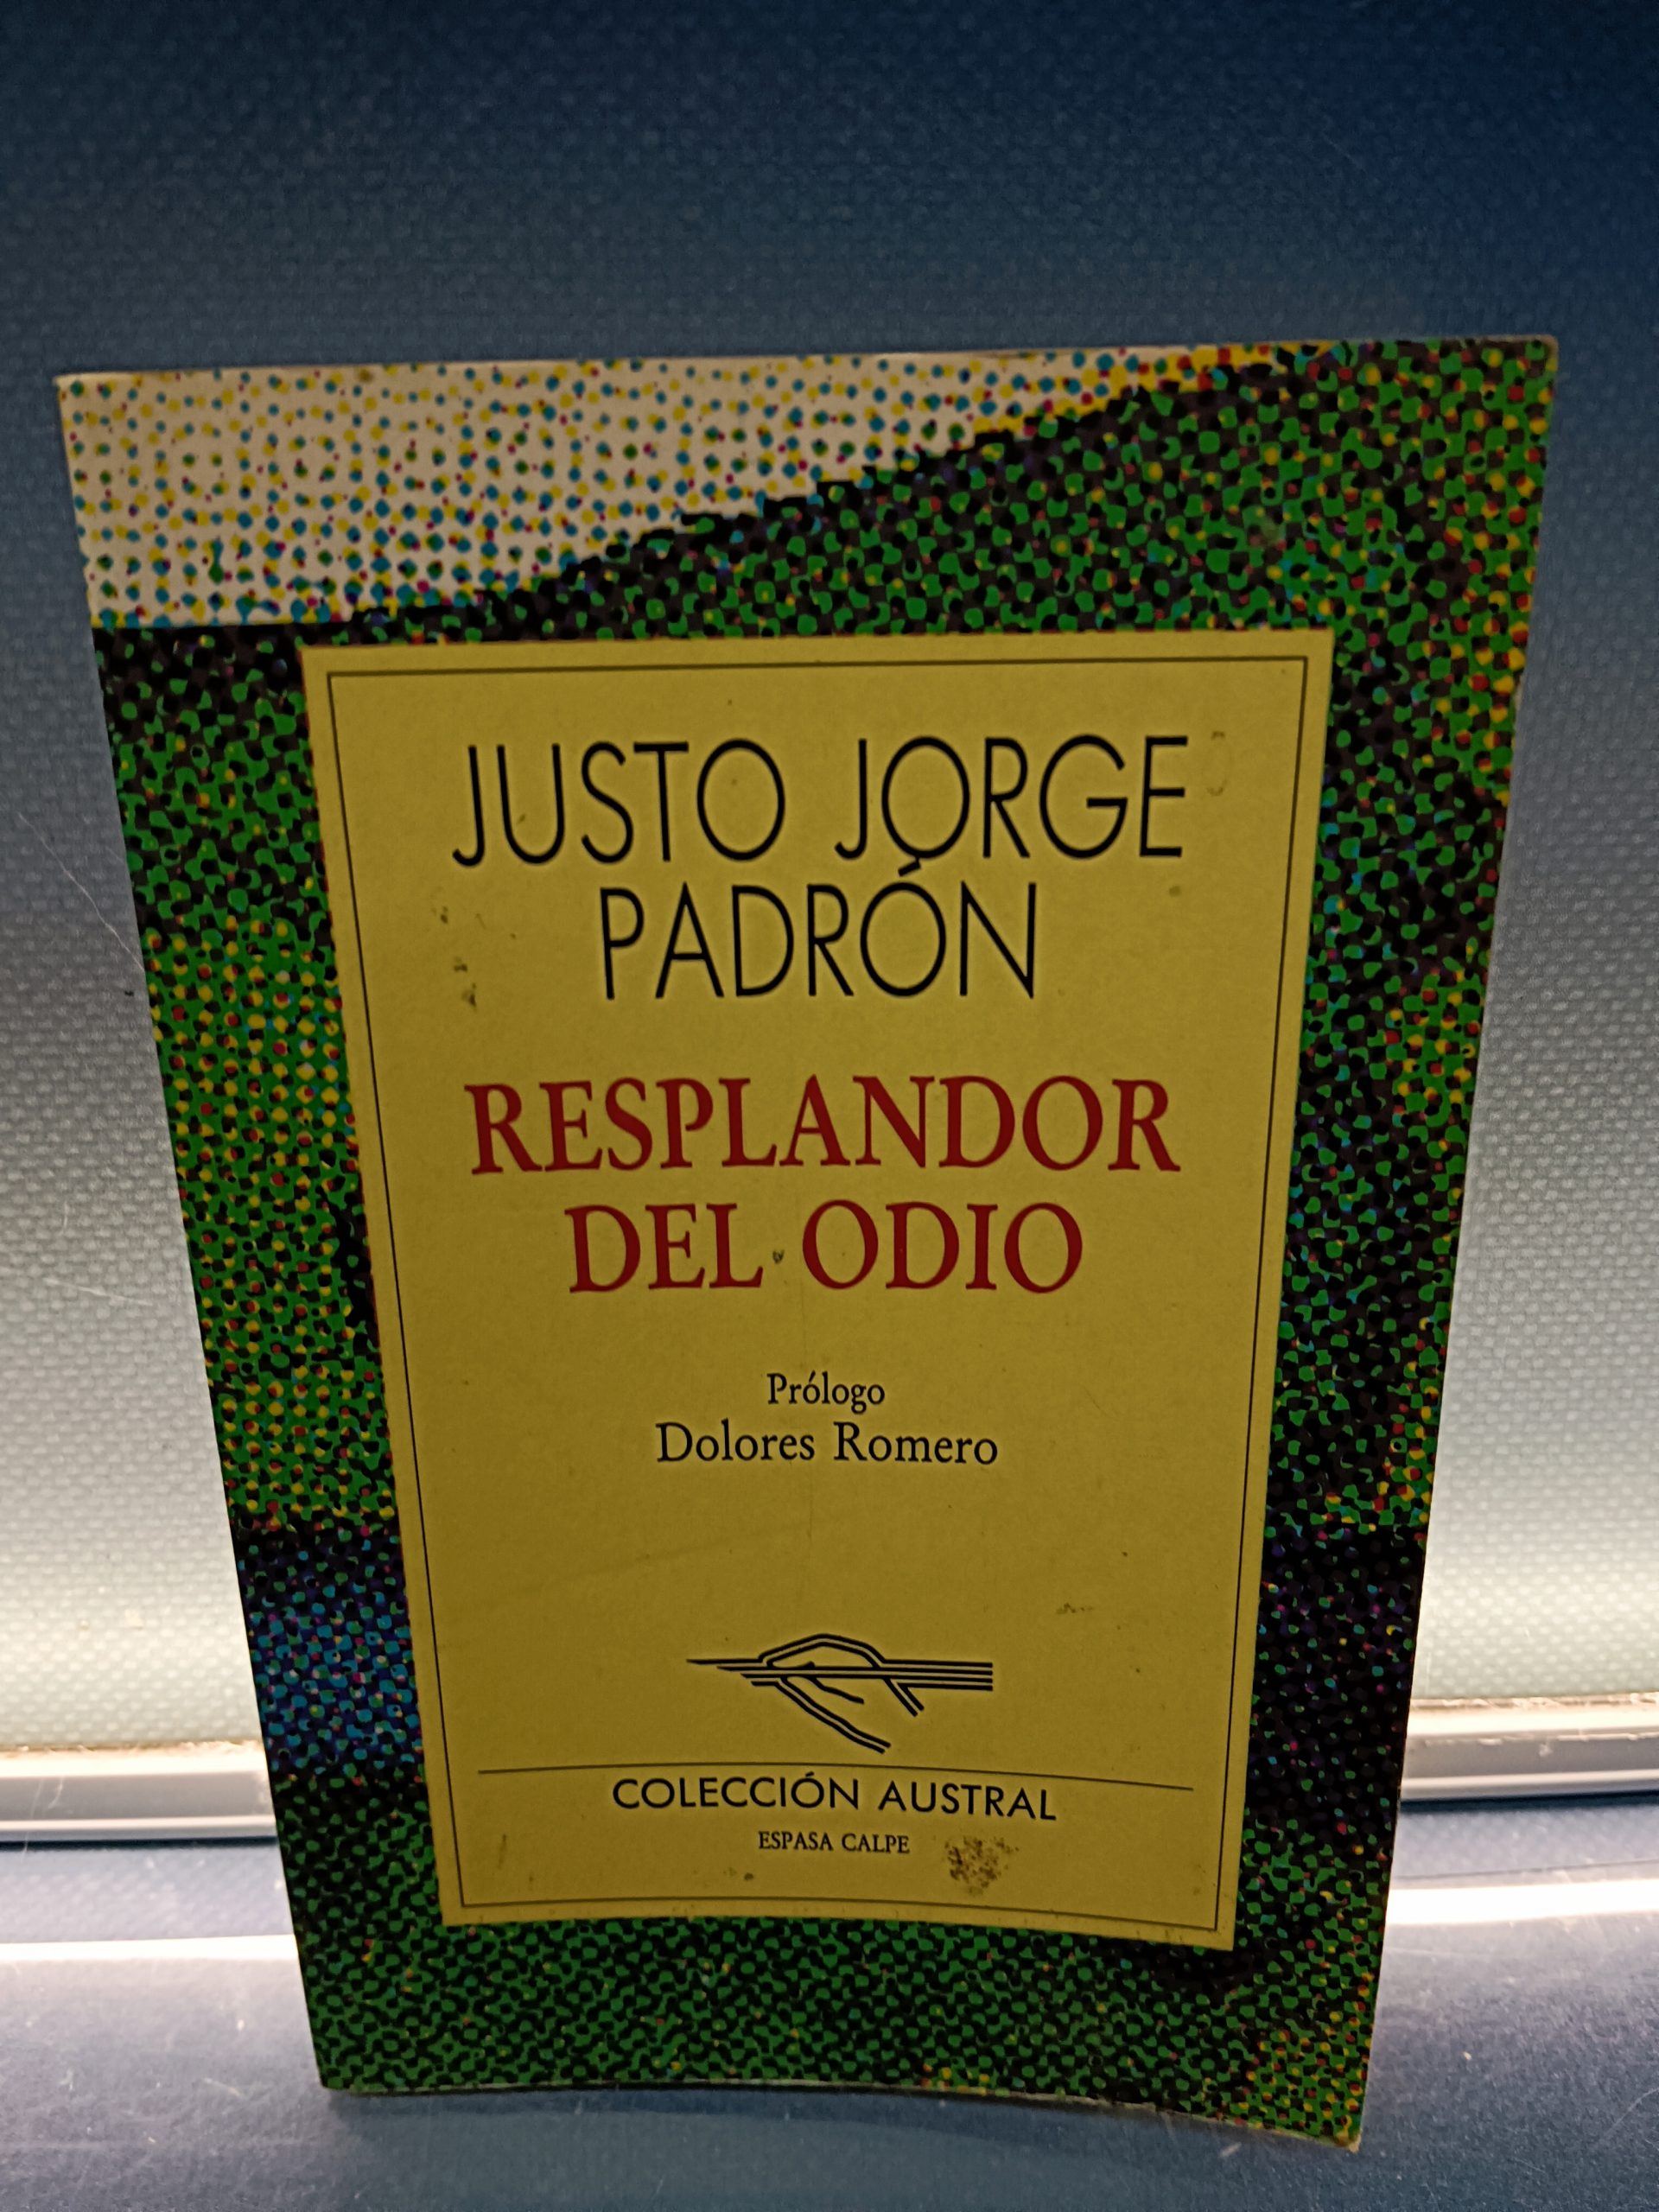 JUSTO JORGE
PADRÓN
RESPLANDOR
DEL ODIO
Prólogo
Dolores Romero
COLECCIÓN AUSTRAL
ESPASA CALPE